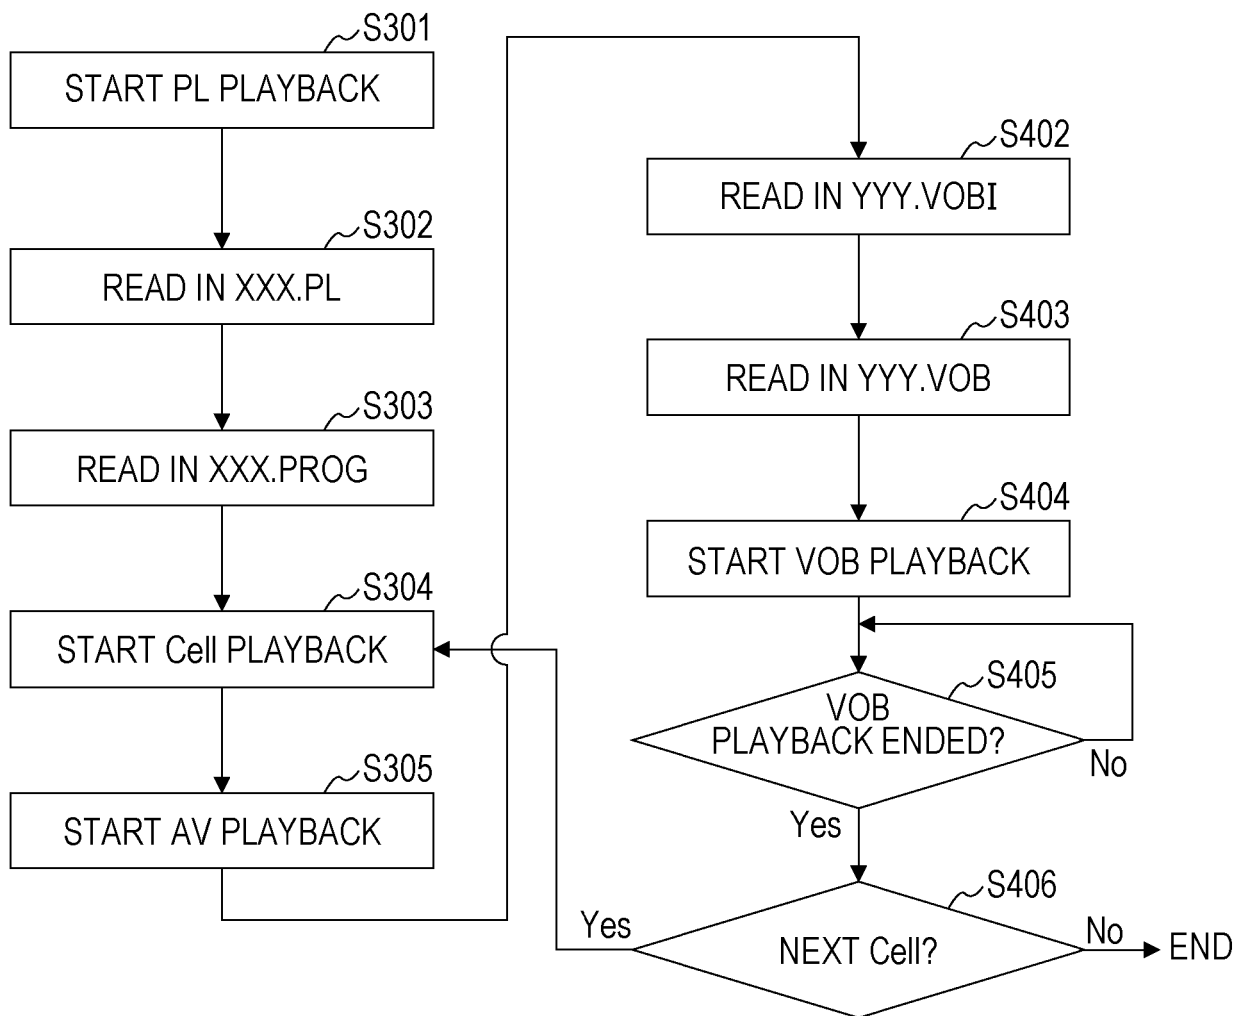 S301
START PL PLAYBACK
S302
READ IN XXX.PL
S303
READ IN XXX.PROG
S304
START Cell PLAYBACK
S305
START AV PLAYBACK
S402
READ IN YYY.VOBI
S403
READ IN YYY.VOB
S404
START VOB PLAYBACK
S405
VOB
PLAYBACK ENDED?
No
Yes
S406
NEXT Cell?
Yes
No
END